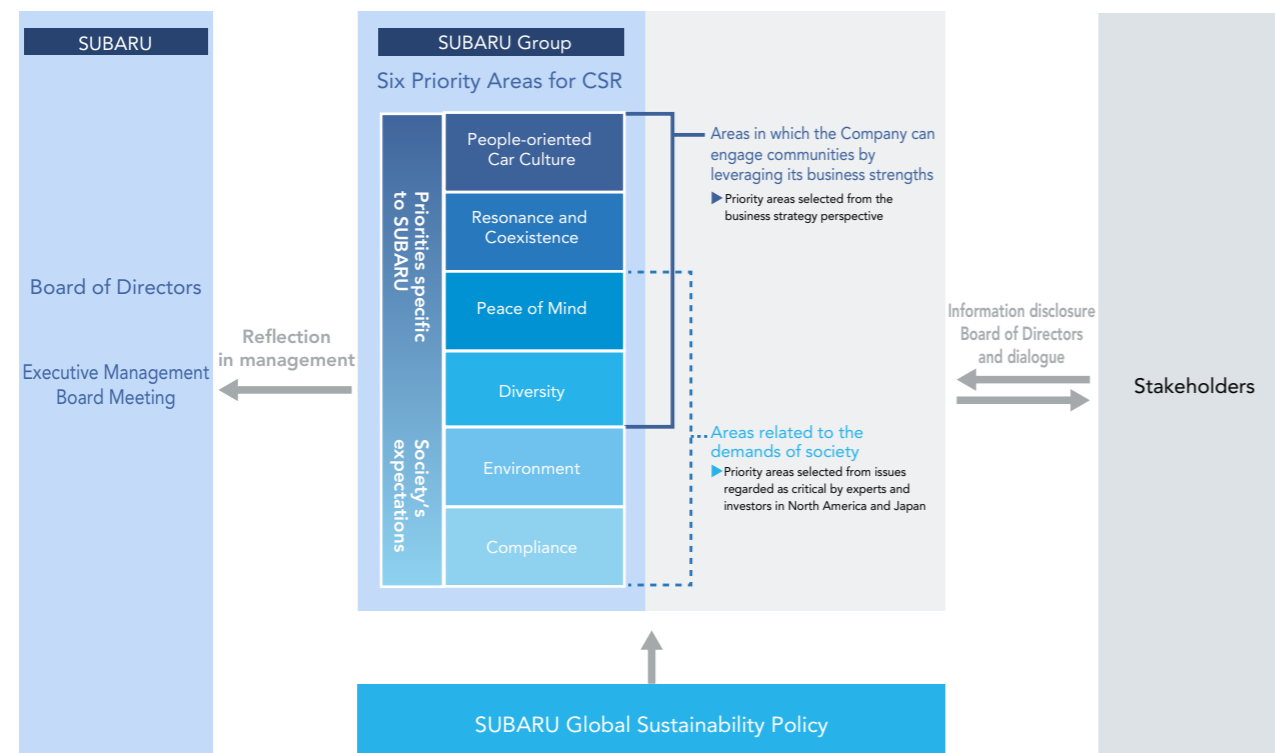 SUBARU
Board of Directors
Executive Management
Board Meeting
Reflection
in management
SUBARU Group
Six Priority Areas for CSR
Priorities specific
to SUBARU
Society's
expectations
People-oriented
Car Culture
Resonance and
Coexistence
Peace of Mind
Diversity
Environment
Compliance
Areas in which the Company can
engage communities by
leveraging its business strengths
▶Priority areas selected from the
business strategy perspective
Areas related to the
demands of society
▶Priority areas selected from issues
regarded as critical by experts and
investors in North America and Japan
Information disclosure
Board of Directors
and dialogue
Stakeholders
SUBARU Global Sustainability Policy